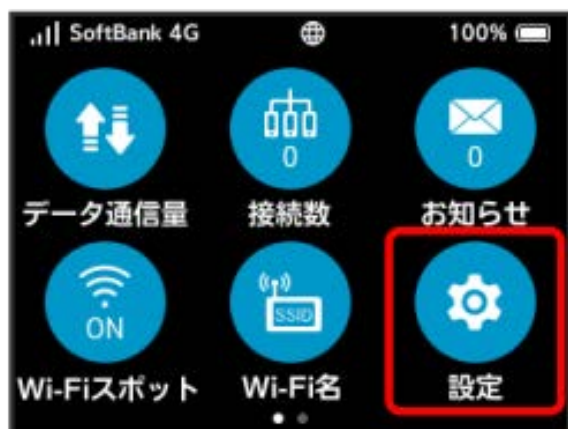 SoftBank 4G 100%
0 0
データ通信量 接続数 お知らせ
ON SSID
Wi-Fiスポット Wi-Fi名 設定